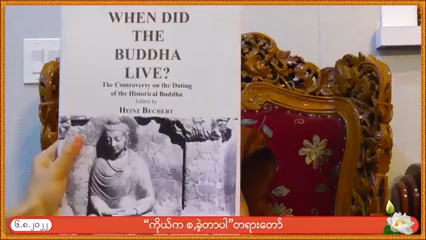 WHEN DID
THE
BUDDHA
LIVE?
The Controversy on the Dating
of the Historical Buddha
Edited by
HEINZ BECHERT
၆.၈.၂၀၂၂
“ကိုယ်က စ,ခဲ့တာပါ”တရားတော်